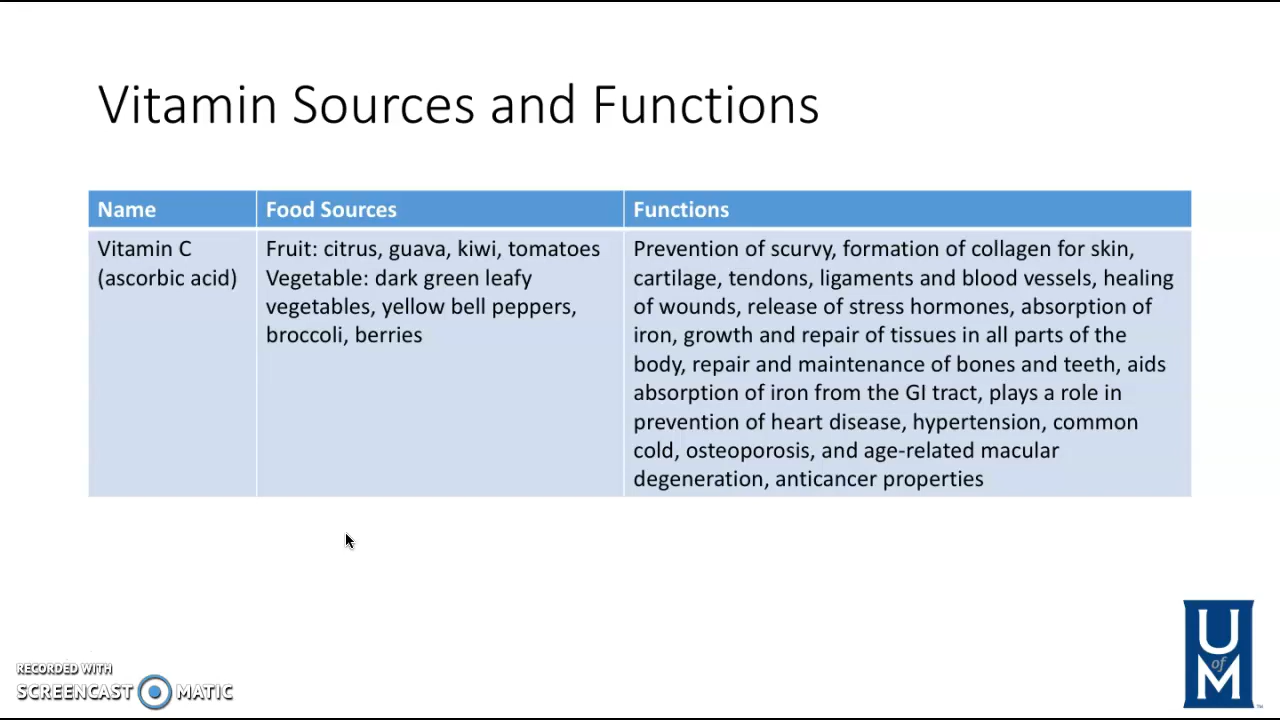 Vitamin Sources and Functions
Name
Food Sources
Functions
Vitamin C
(ascorbic acid)
Fruit: citrus, guava, kiwi, tomatoes
Vegetable: dark green leafy
vegetables, yellow bell peppers,
broccoli, berries
Prevention of scurvy, formation of collagen for skin,
cartilage, tendons, ligaments and blood vessels, healing
of wounds, release of stress hormones, absorption of
iron, growth and repair of tissues in all parts of the
body, repair and maintenance of bones and teeth, aids
absorption of iron from the GI tract, plays a role in
prevention of heart disease, hypertension, common
cold, osteoporosis, and age-related macular
degeneration, anticancer properties
RECORDED WITH
SCREENCAST MATIC
U
of
M
TM